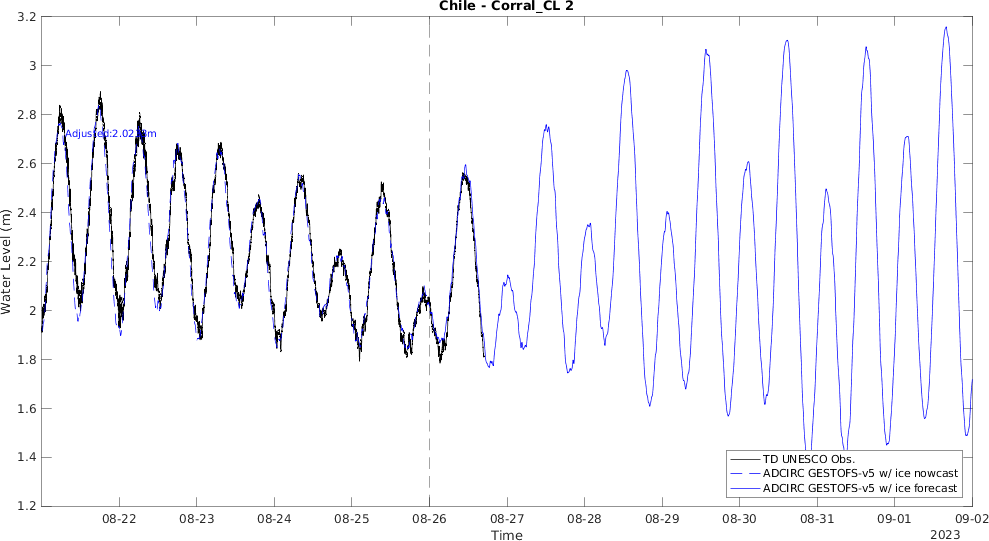 Chile - Corral_CL 2
3.2
3
2.8
2.6
2.4
2.2
2
1.8
1.6
1.4
1.2
Water Level (m)
TD UNESCO Obs.
ADCIRC GESTOFS-v5 w/ ice nowcast
ADCIRC GESTOFS-v5 w/ ice forecast
08-22 08-23 08-24 08-25 08-26 08-27 08-28 08-29 08-30 08-31 09-01 09-02
Time
2023